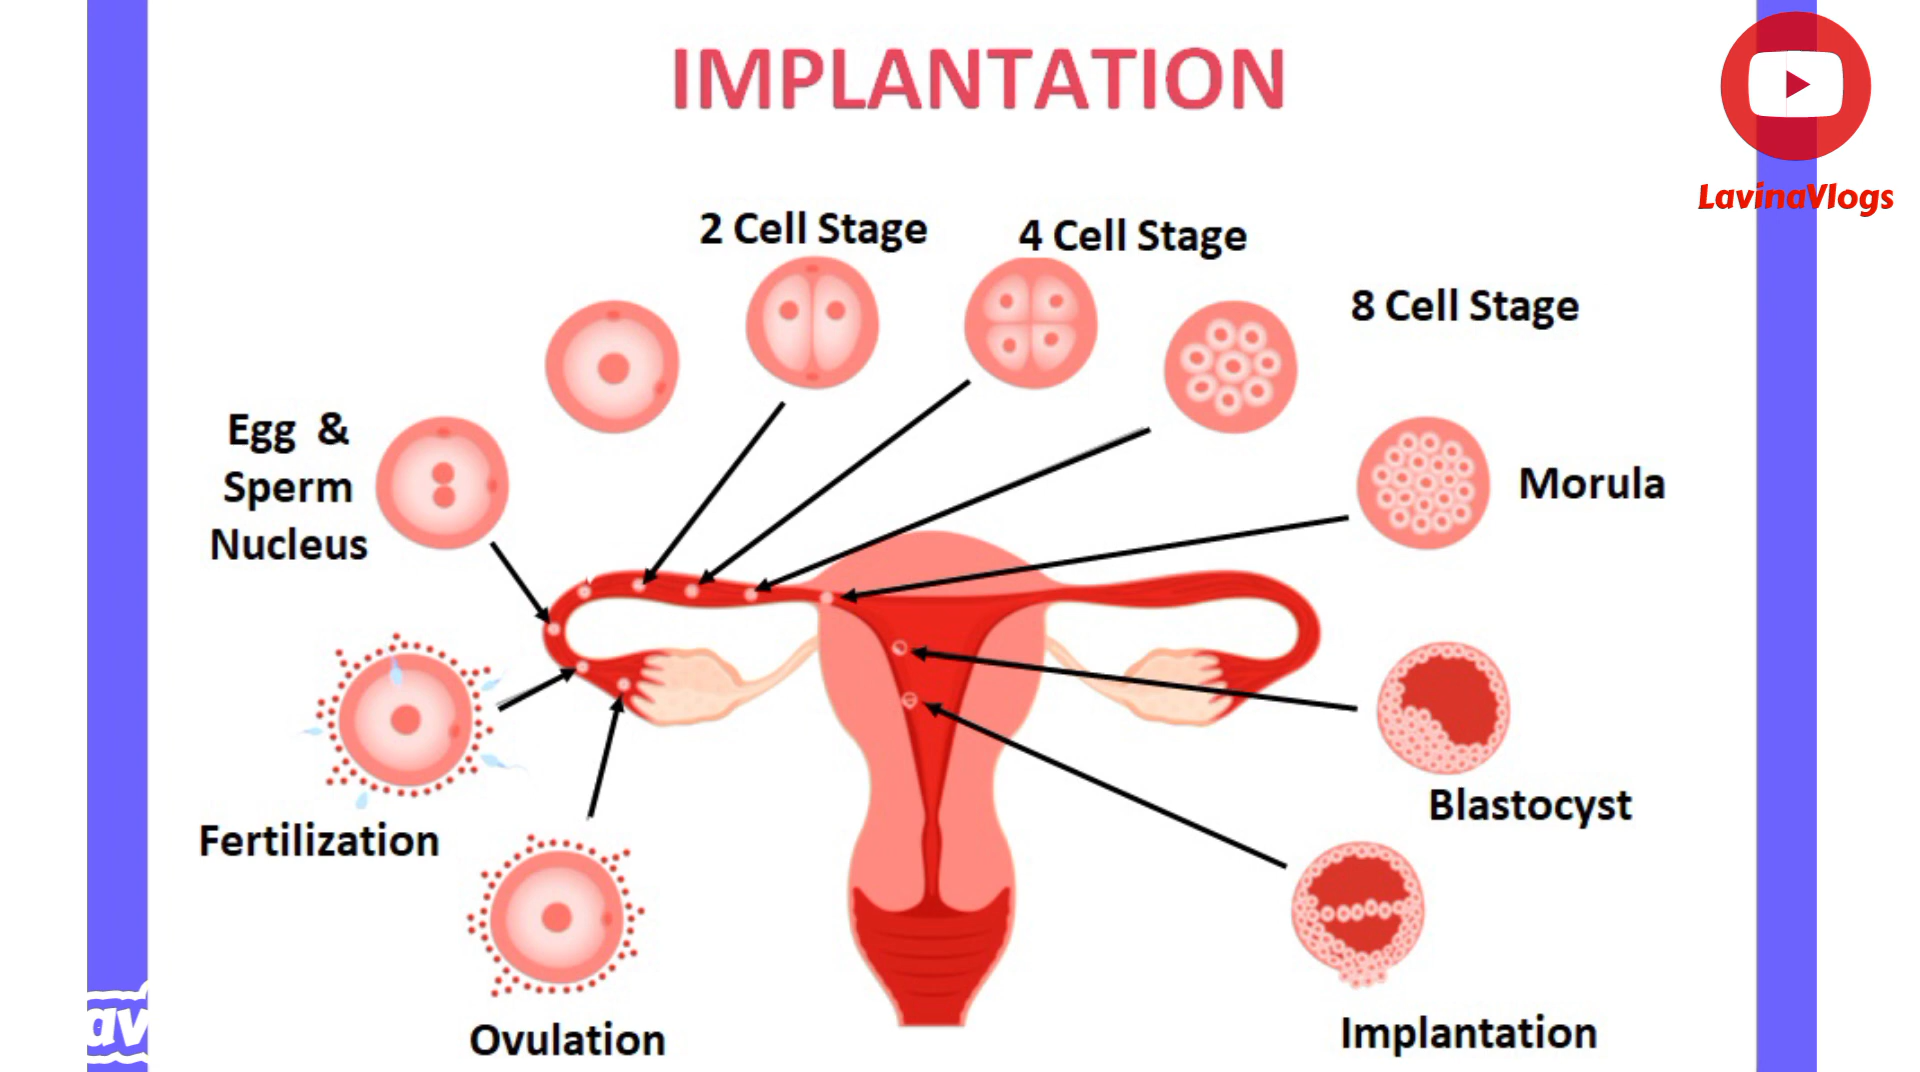 IMPLANTATION
LavinaVlogs
2 Cell Stage
4 Cell Stage
8 Cell Stage
Egg & 
Sperm
Nucleus
Morula
Fertilization
Blastocyst
Ovulation
Implantation
av